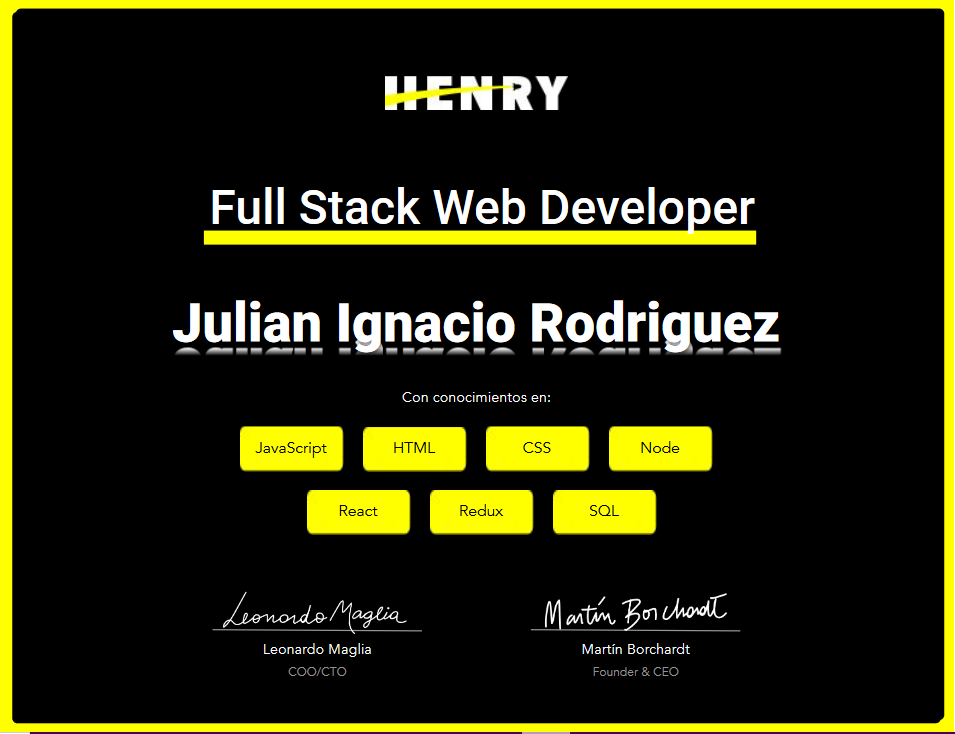 HENRY
Full Stack Web Developer
Julian Ignacio Rodriguez
Con conocimientos en:
JavaScript HTML CSS Node
React Redux SQL
Leonardo Maglia Martín Borchardt
Leonardo Maglia Martín Borchardt
COO/CTO Founder & CEO